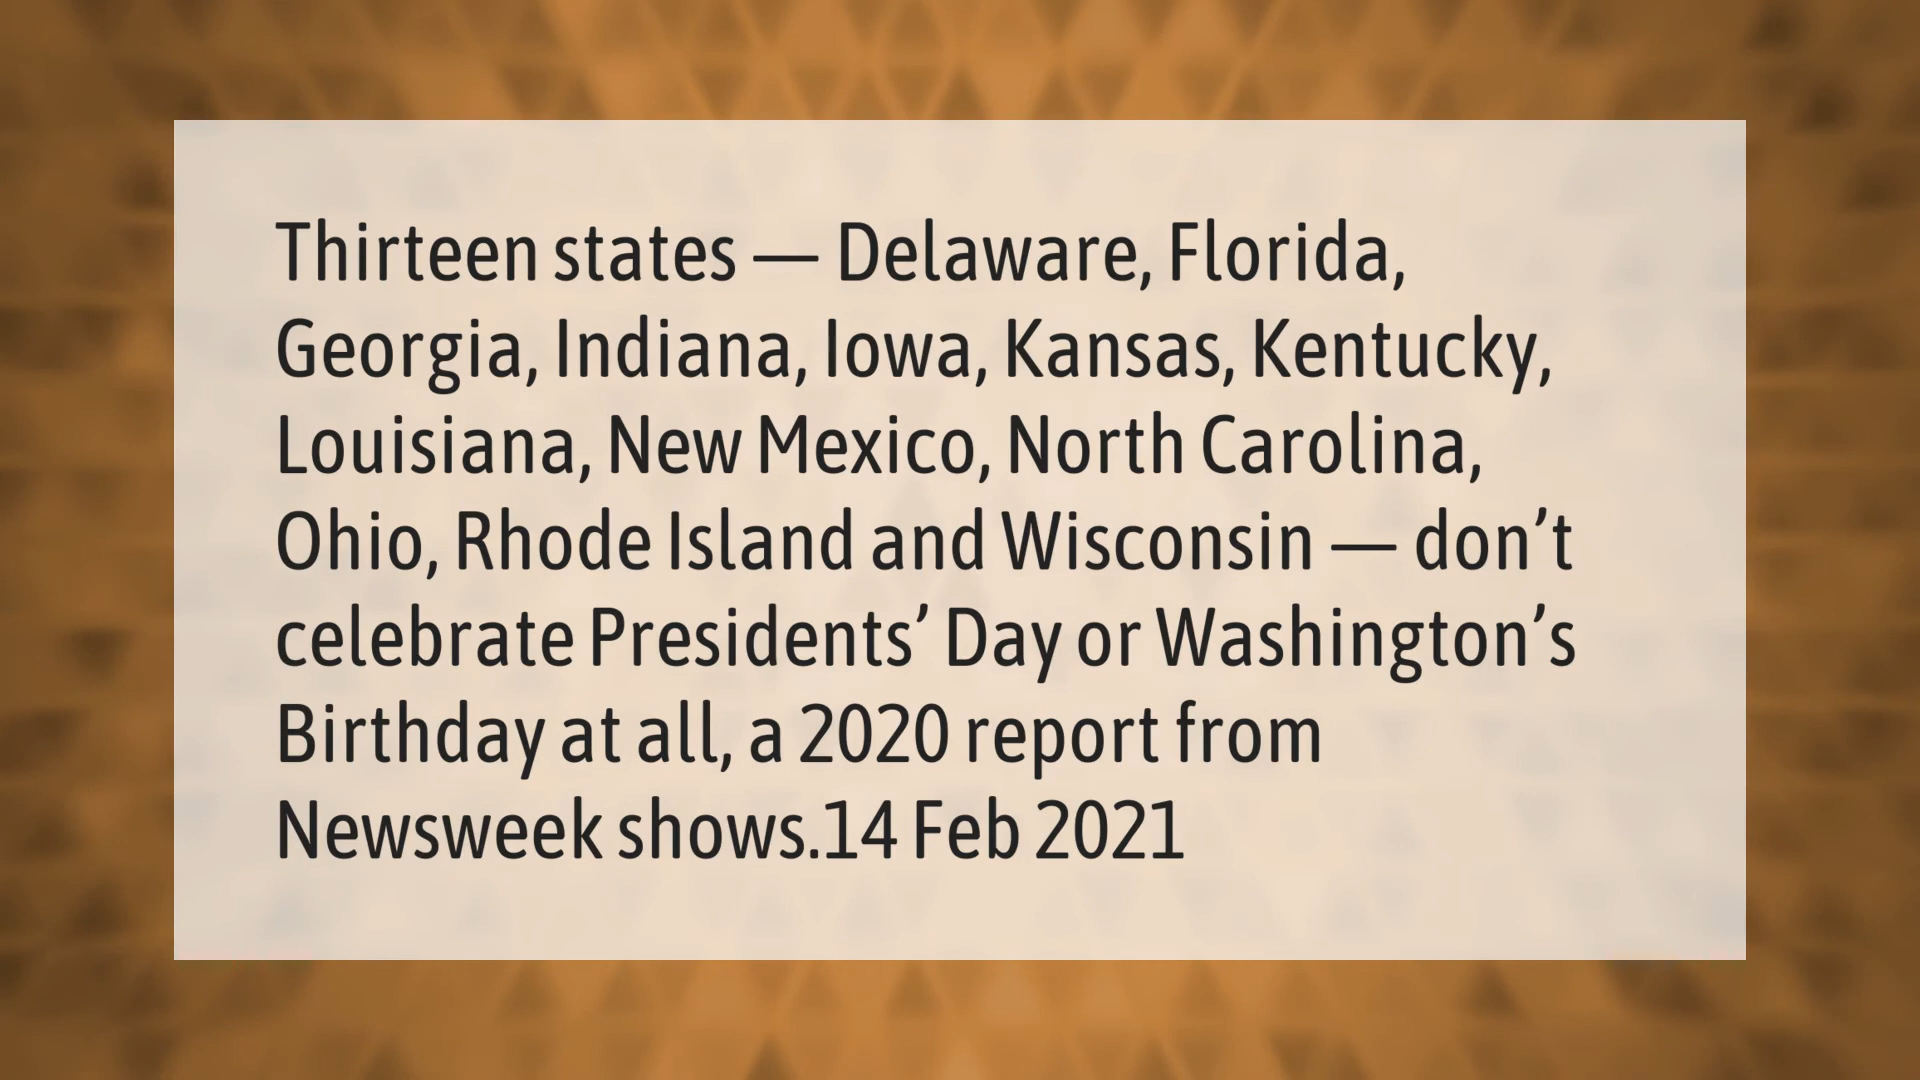 Thirteen states — Delaware, Florida,
Georgia, Indiana, Iowa, Kansas, Kentucky,
Louisiana, New Mexico, North Carolina,
Ohio, Rhode Island and Wisconsin — don’t
celebrate Presidents’ Day or Washington’s
Birthday at all, a 2020 report from
Newsweek shows.14 Feb 2021